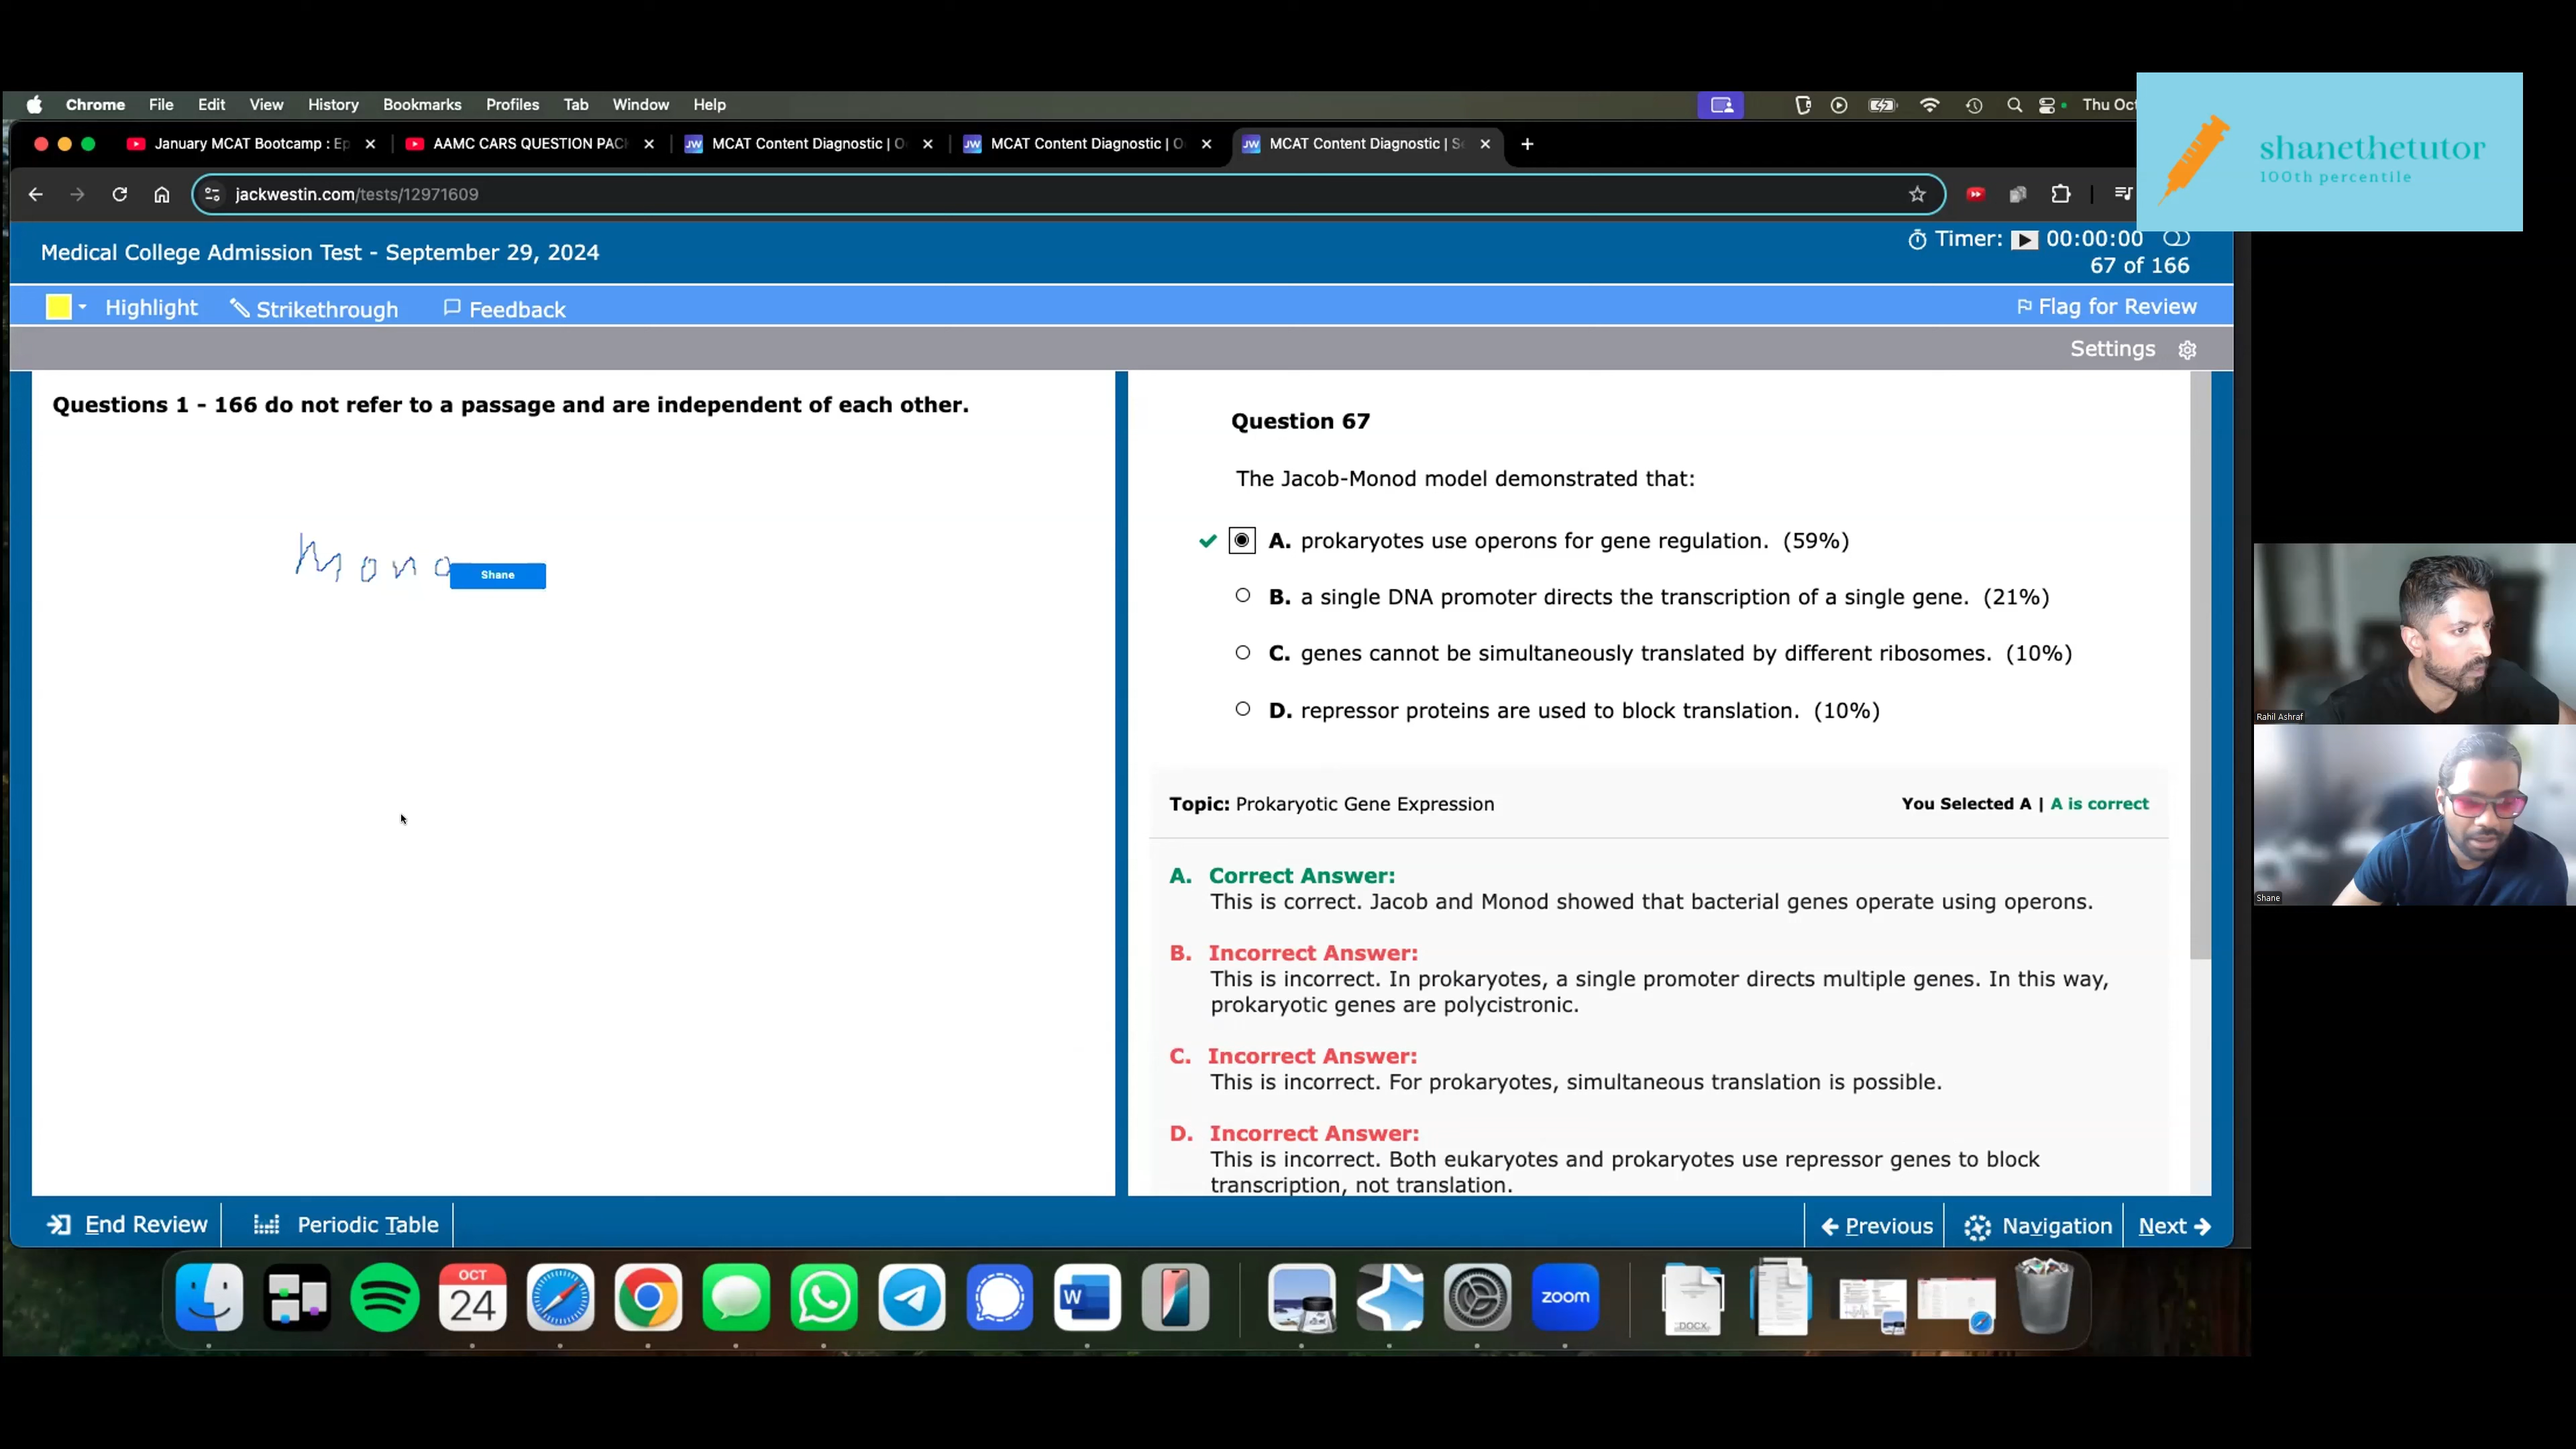 Chrome File Edit View History Bookmarks Profiles Tab Window Help
Thu Oct
shanethetutor
100th percentile
January MCAT Bootcamp : Ep
AAMC CARS QUESTION PAC
MCAT Content Diagnostic | O
MCAT Content Diagnostic | O
MCAT Content Diagnostic | Se
jackwestin.com/tests/12971609
Medical College Admission Test - September 29, 2024
Timer: 00:00:00
67 of 166
Highlight Strikethrough Feedback
Flag for Review
Settings
Questions 1 - 166 do not refer to a passage and are independent of each other.
Mono
Shane
Question 67
The Jacob-Monod model demonstrated that:
A. prokaryotes use operons for gene regulation. (59%)
B. a single DNA promoter directs the transcription of a single gene. (21%)
C. genes cannot be simultaneously translated by different ribosomes. (10%)
D. repressor proteins are used to block translation. (10%)
Topic: Prokaryotic Gene Expression
You Selected A | A is correct
A. Correct Answer:
This is correct. Jacob and Monod showed that bacterial genes operate using operons.
B. Incorrect Answer:
This is incorrect. In prokaryotes, a single promoter directs multiple genes. In this way,
prokaryotic genes are polycistronic.
C. Incorrect Answer:
This is incorrect. For prokaryotes, simultaneous translation is possible.
D. Incorrect Answer:
This is incorrect. Both eukaryotes and prokaryotes use repressor genes to block
transcription, not translation.
Rahil Ashraf
Shane
End Review
Periodic Table
Previous
Navigation
Next
OCT
24
W
zoom
DOCX